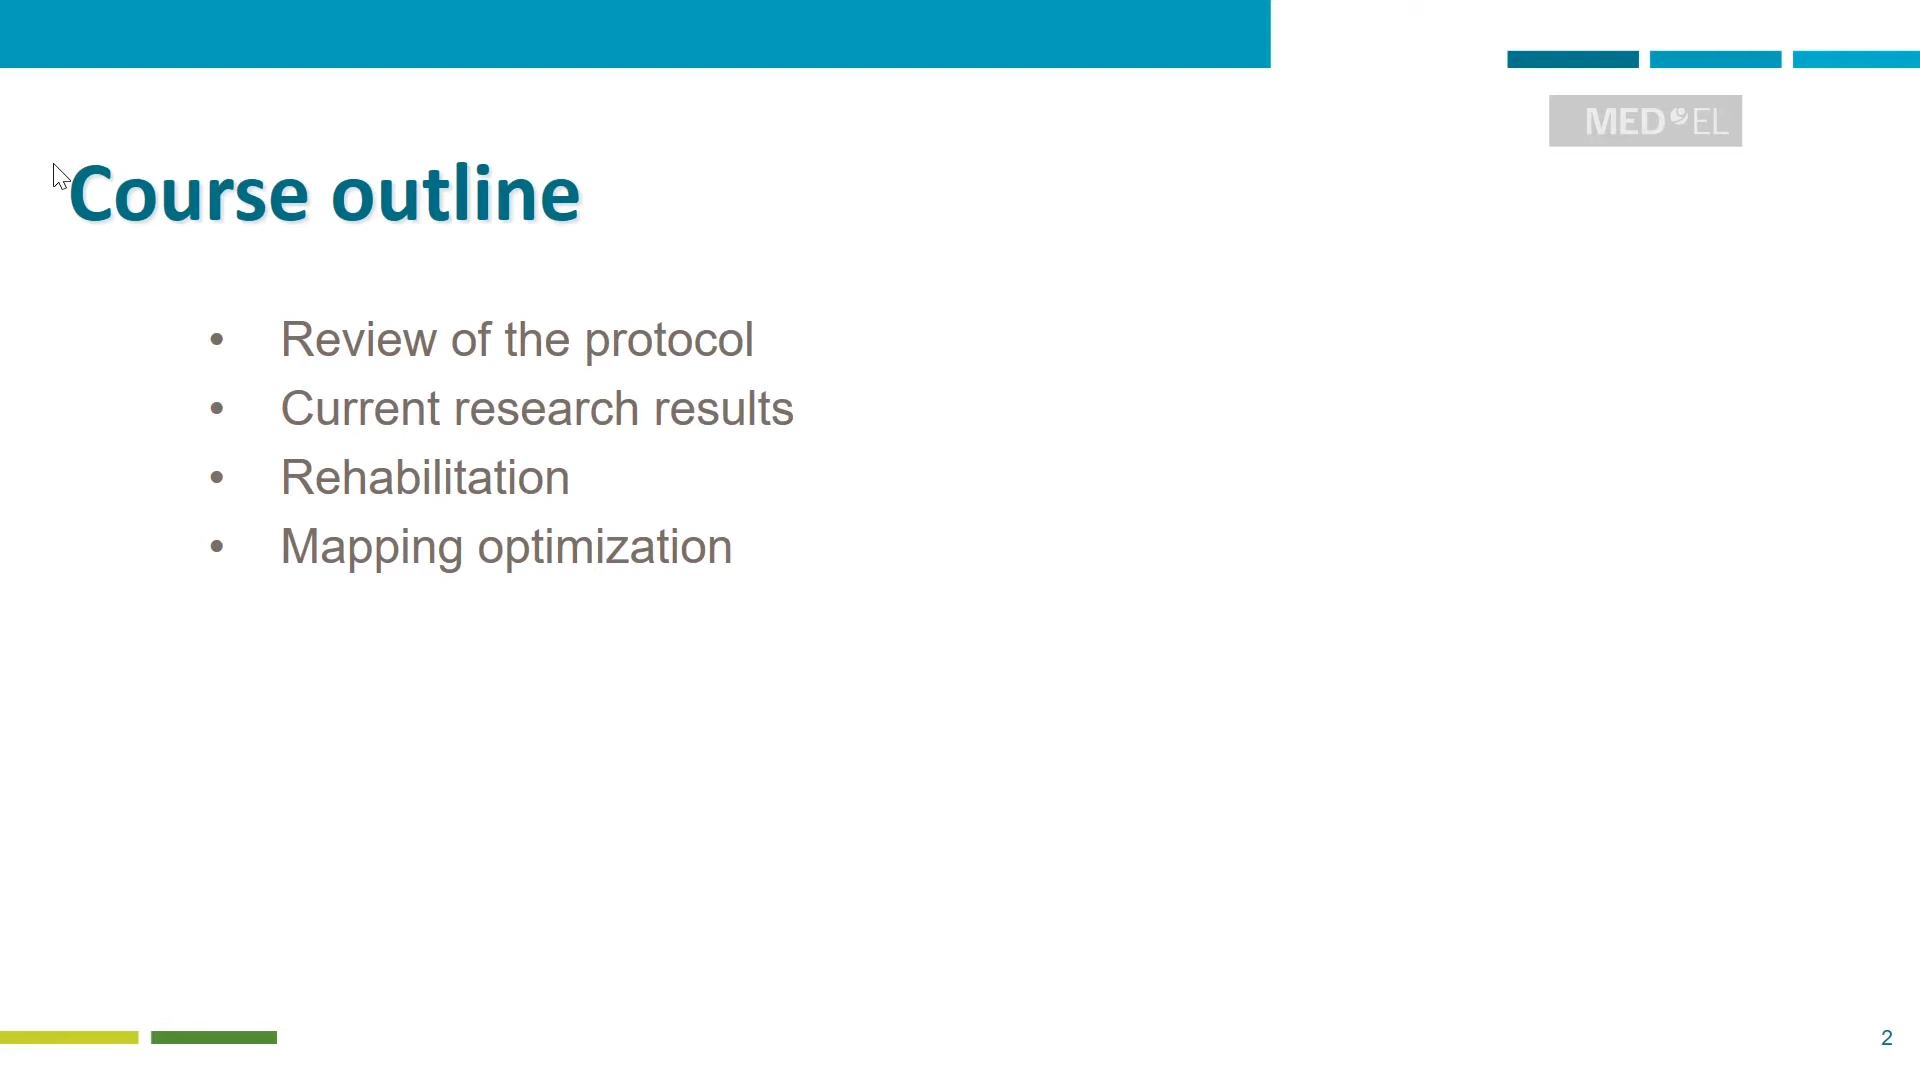 MED EL
Course outline
• Review of the protocol
• Current research results
• Rehabilitation
• Mapping optimization
2